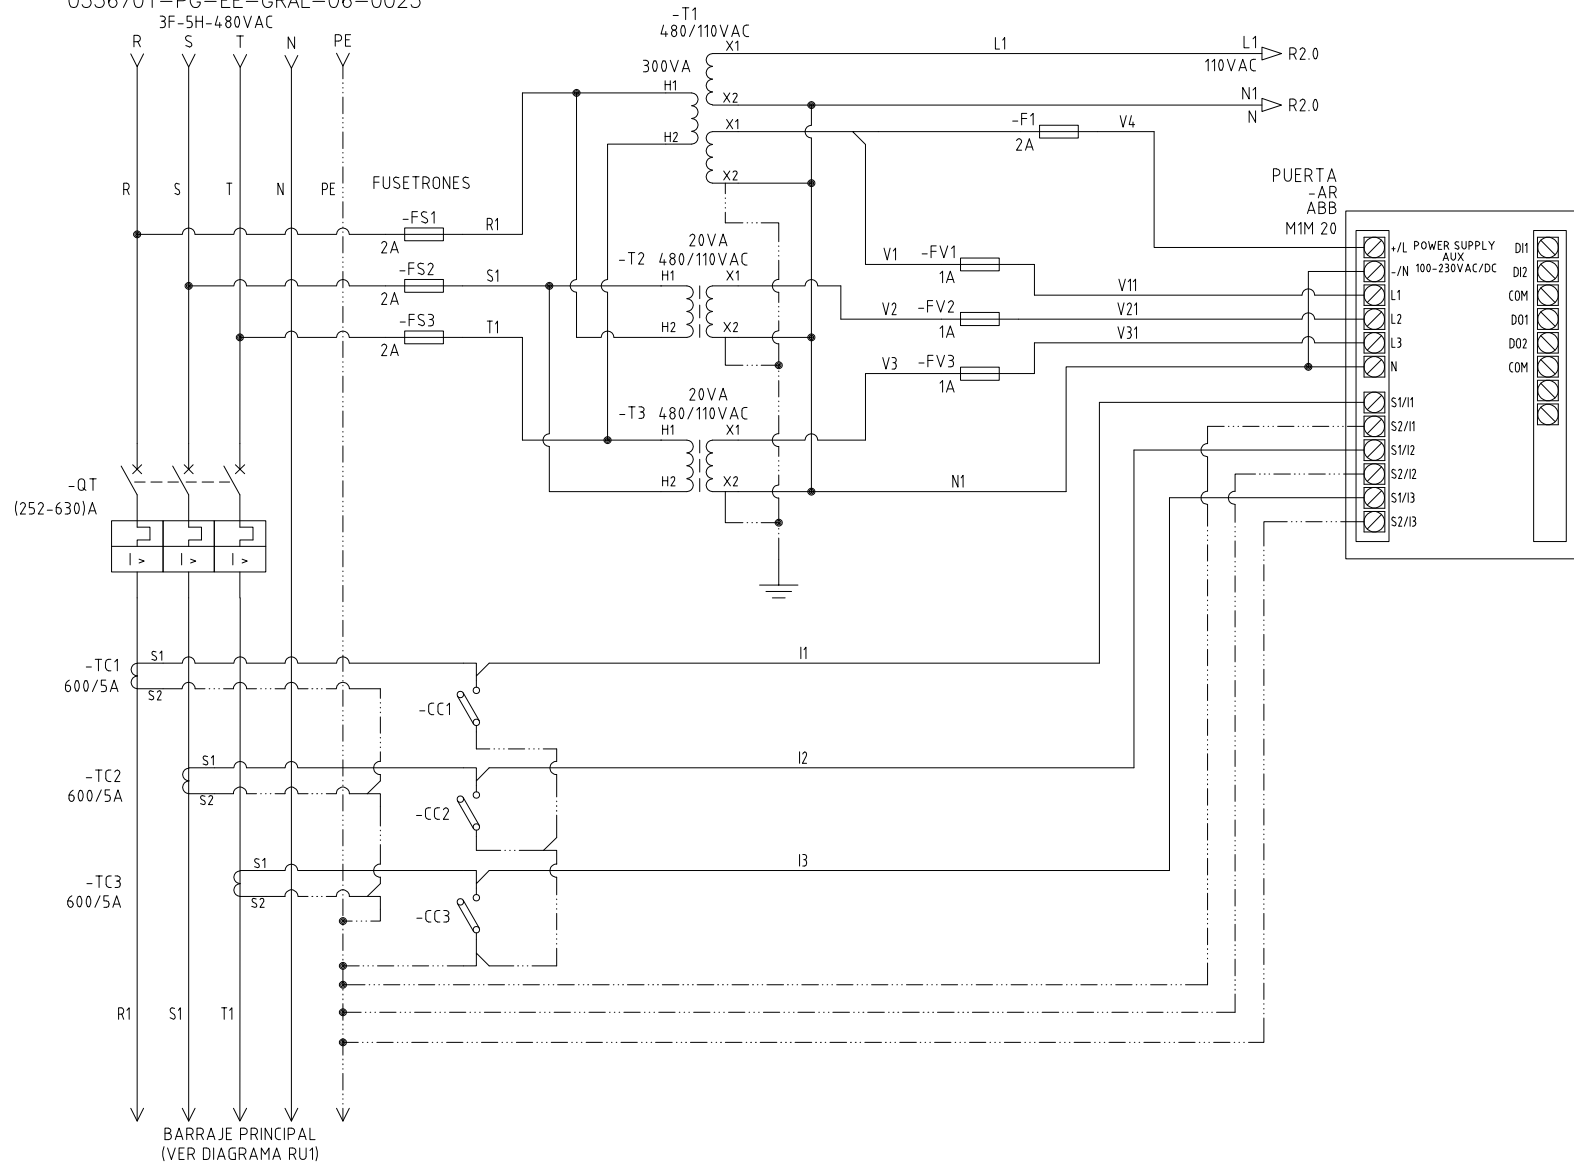 3F-5H-480VAC
R S T N PE
-T1
480/110VAC
300VA
X1
H1
X2
H2
X1
X2
L1
L1
110VAC
R2.0
N1
N
R2.0
-F1
2A
V4
R S T N PE
FUSETRONES
-FS1
2A
R1
-FS2
2A
S1
-FS3
2A
T1
20VA
-T2 480/110VAC
H1 X1
H2 X2
20VA
-T3 480/110VAC
H1 X1
H2 X2
V1 -FV1
1A
V11
V2 -FV2
1A
V21
V3 -FV3
1A
V31
N1
PUERTA
-AR
ABB
M1M 20
+/L POWER SUPPLY
AUX
-/N 100-230VAC/DC
L1
L2
L3
N
S1/I1
S2/I1
S1/I2
S2/I2
S1/I3
S2/I3
DI1
DI2
COM
DO1
DO2
COM
-QT
(252-630)A
I > I > I >
-TC1
600/5A
S1
S2
-CC1
I1
-TC2
600/5A
S1
S2
-CC2
I2
-TC3
600/5A
S1
S2
-CC3
I3
R1 S1 T1
BARRAJE PRINCIPAL
(VER DIAGRAMA RU1)